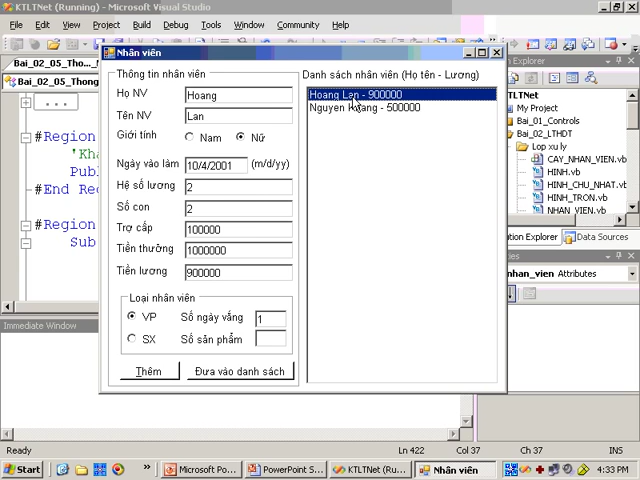 KTLTNet (Running) - Microsoft Visual Studio
File Edit View Project Build Debug Tools Window Community Help
Bai_02_05_Tho...
Bai_02_05_Thong
...
#Region
'Kha
Publ
#End Reg
#Region
Sub
Nhân viên
Thông tin nhân viên
Họ NV Hoang
Tên NV Lan
Giới tính Nam Nữ
Ngày vào làm 10/4/2001 (m/d/yy)
Hệ số lương 2
Số con 2
Trợ cấp 100000
Tiền thưởng 1000000
Tiền lương 900000
Loại nhân viên
VP Số ngày vắng 1
SX Số sản phẩm
Thêm Đưa vào danh sách
Danh sách nhân viên (Họ tên - Lương)
Hoang Lan - 900000
Nguyen Hoang - 500000
Explorer
TLTNet
My Project
Bai_01_Controls
Bai_02_LTHDT
Lop xu ly
CAY_NHAN_VIEN.vb
HINH.vb
HINH_CHU_NHAT.vb
HINH_TRON.vb
NHAN_VIEN.vb
ution Explorer Data Sources
nhan_vien Attributes
Immediate Window
Ready Ln 422 Col 37 Ch 37 INS
Start » Microsoft Po... PowerPoint S... KTLTNet (Ru... Nhân viên 4:33 PM